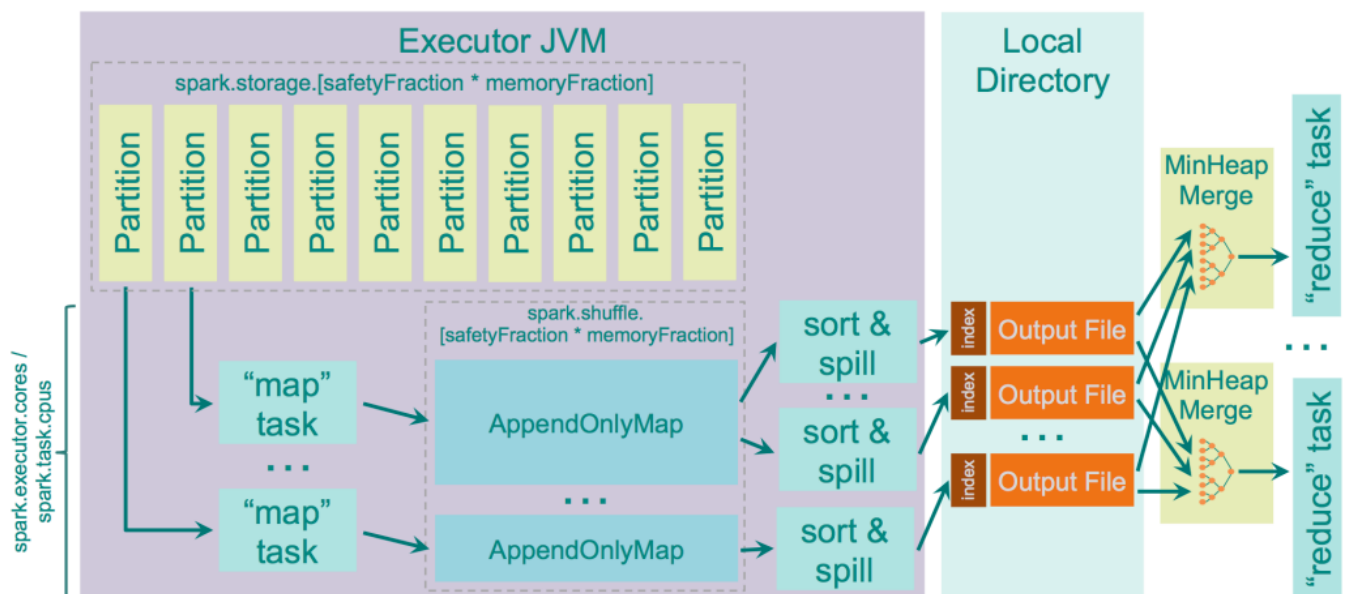 Executor JVM
spark.storage.[safetyFraction * memoryFraction]
Partition
Partition
Partition
Partition
Partition
Partition
Partition
Partition
Partition
Partition
spark.executor.cores /
spark.task.cpus
"map"
task
...
"map"
task
spark.shuffle.
[safetyFraction * memoryFraction]
AppendOnlyMap
...
AppendOnlyMap
sort &
spill
...
sort &
spill
sort &
spill
Local
Directory
index
Output File
index
Output File
...
index
Output File
MinHeap
Merge
MinHeap
Merge
"reduce" task
...
"reduce" task